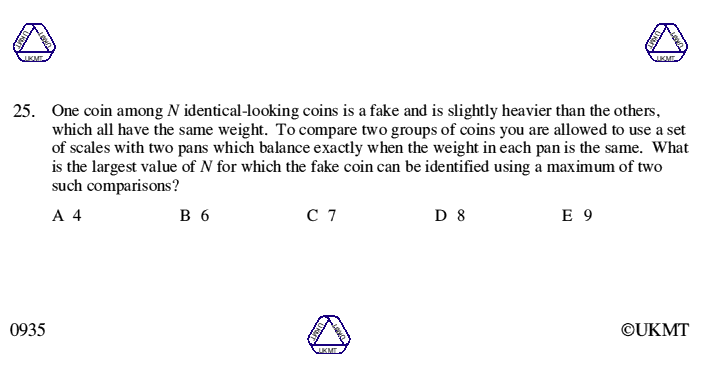 UKMT UKMT UKMT
UKMT UKMT UKMT
25. One coin among N identical-looking coins is a fake and is slightly heavier than the others,
which all have the same weight. To compare two groups of coins you are allowed to use a set
of scales with two pans which balance exactly when the weight in each pan is the same. What
is the largest value of N for which the fake coin can be identified using a maximum of two
such comparisons?
A 4 B 6 C 7 D 8 E 9
0935
UKMT UKMT UKMT
©UKMT